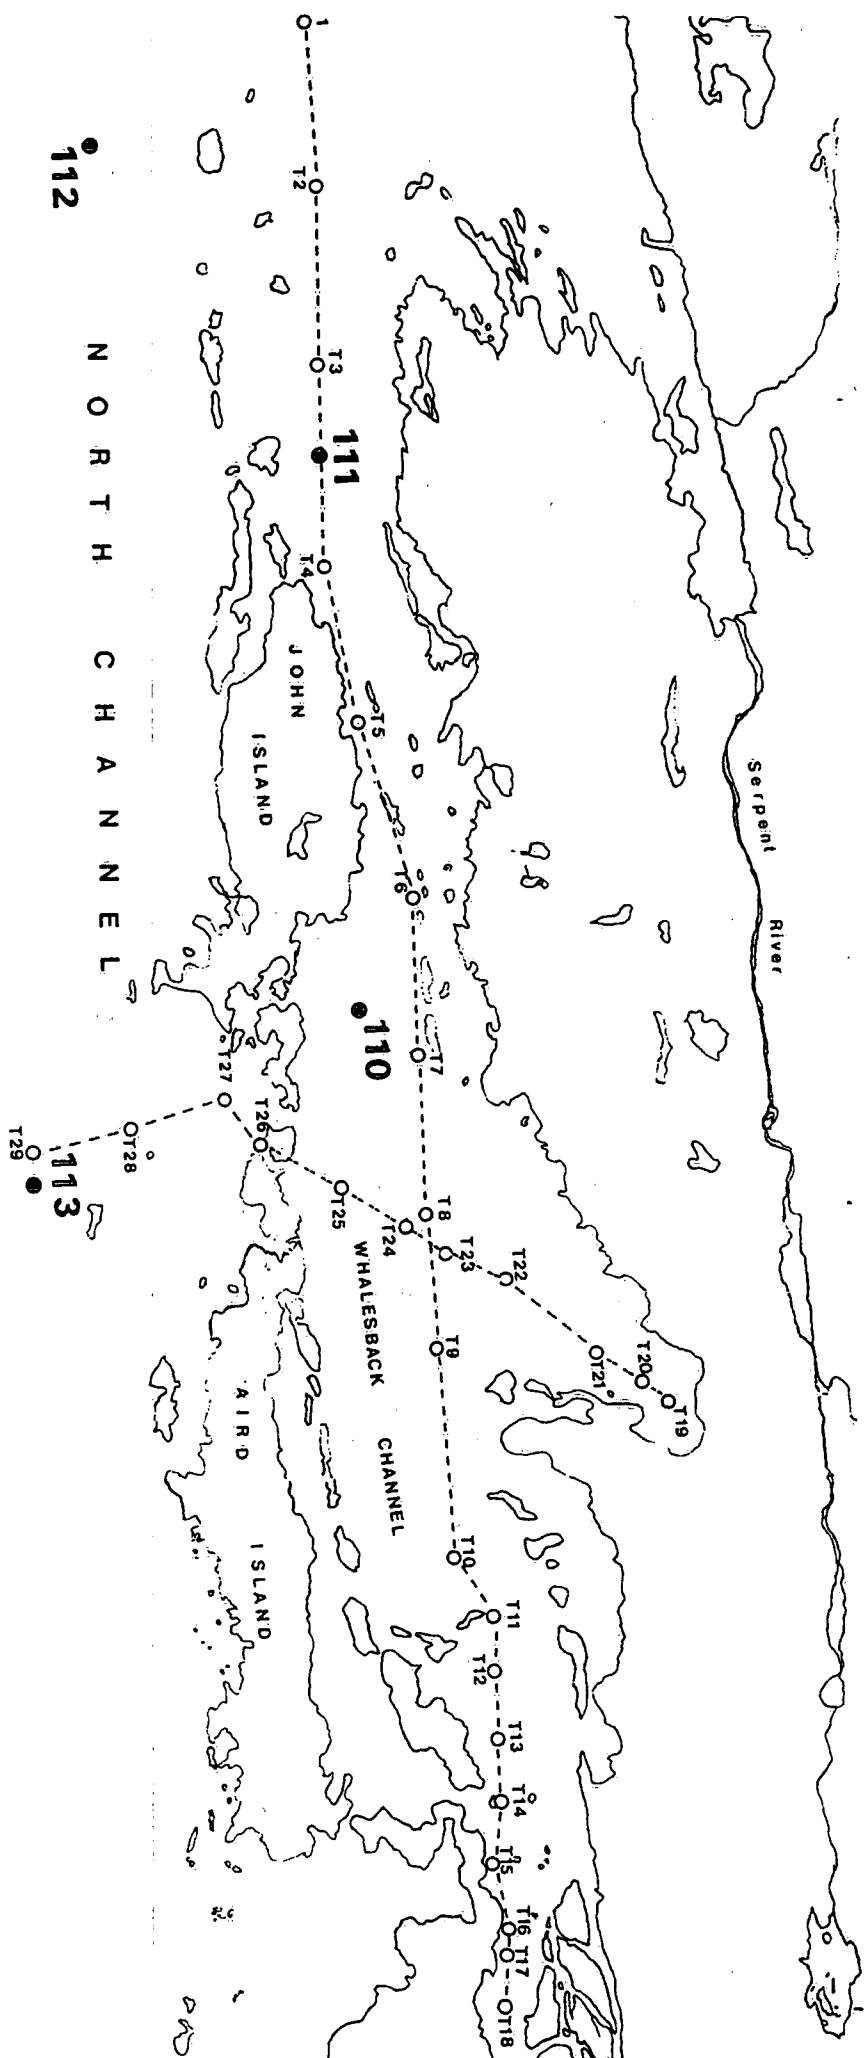 1
T2
T3
111
T4
T5
T6
T7
110
T8
T9
T10
T11
T12
T13
T14
T15
T16
T17
T18
T19
T20
T21
T22
T23
T24
T25
T26
T27
T28
T29
113
112
NORTH CHANNEL
JOHN
ISLAND
Serpent River
WHALESBACK CHANNEL
AIRD ISLAND